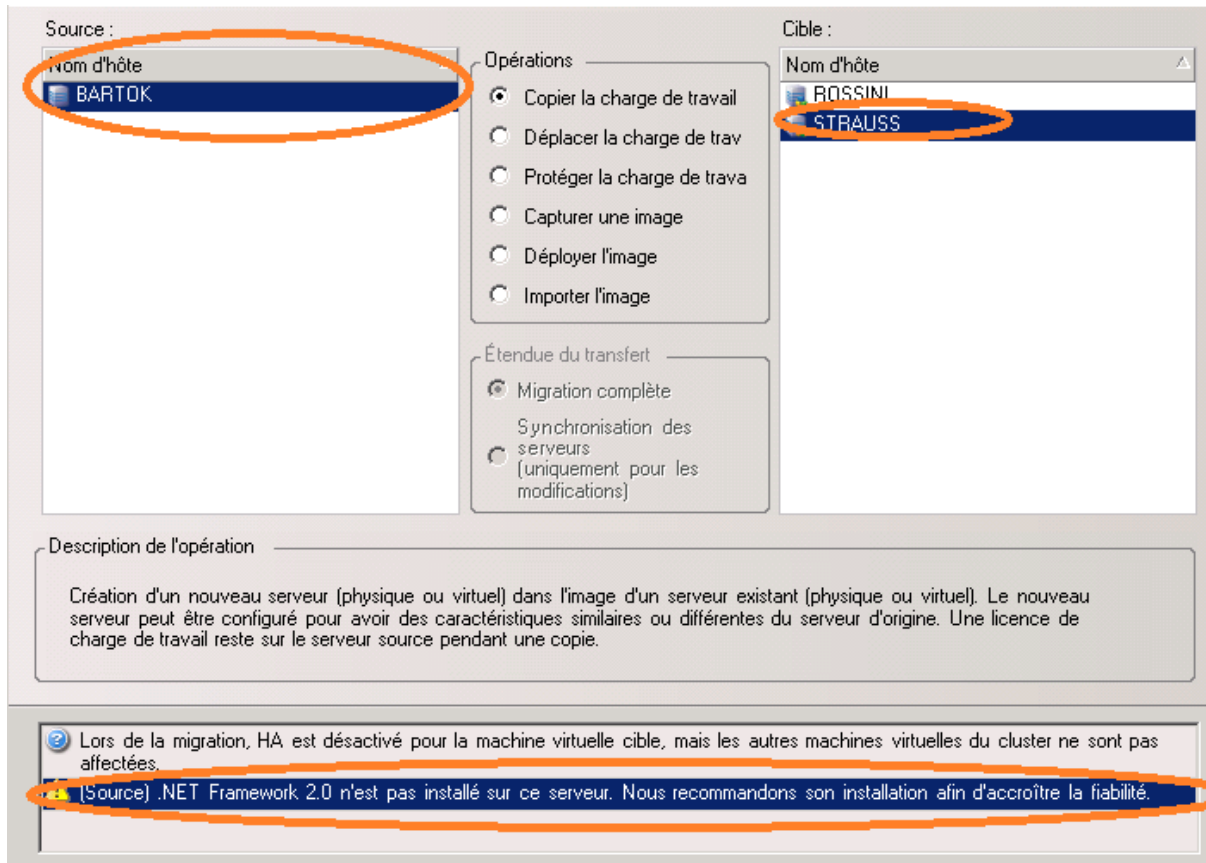 Source :
Nom d'hôte
BARTOK
Opérations
Copier la charge de travail
Déplacer la charge de trav
Protéger la charge de trava
Capturer une image
Déployer l'image
Importer l'image
Étendue du transfert
Migration complète
Synchronisation des
serveurs
(uniquement pour les
modifications)
Cible :
Nom d'hôte
ROSSINI
STRAUSS
Description de l'opération
Création d'un nouveau serveur (physique ou virtuel) dans l'image d'un serveur existant (physique ou virtuel). Le nouveau
serveur peut être configuré pour avoir des caractéristiques similaires ou différentes du serveur d'origine. Une licence de
charge de travail reste sur le serveur source pendant une copie.
Lors de la migration, HA est désactivé pour la machine virtuelle cible, mais les autres machines virtuelles du cluster ne sont pas
affectées.
(Source) .NET Framework 2.0 n'est pas installé sur ce serveur. Nous recommandons son installation afin d'accroître la fiabilité.